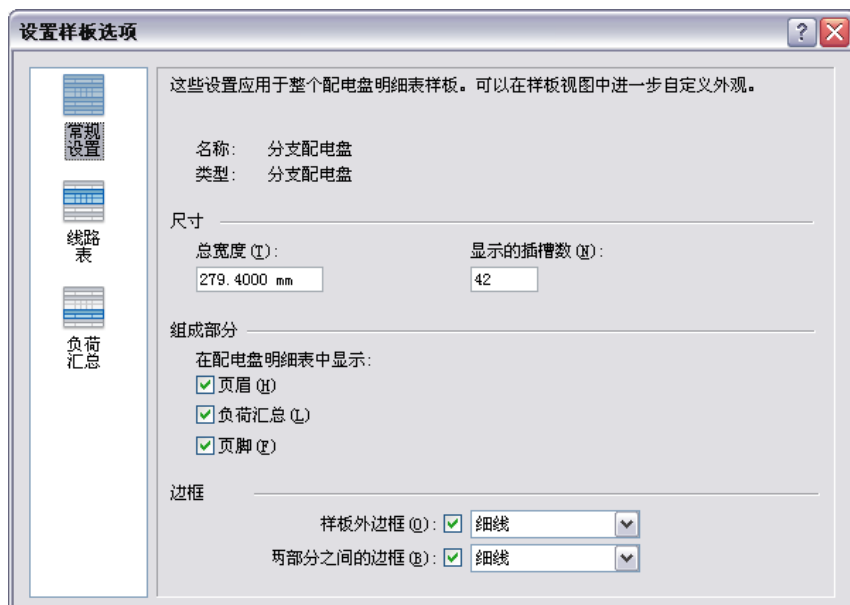 设置样板选项
常规
设置
线路
表
负荷
汇总
这些设置应用于整个配电盘明细表样板。可以在样板视图中进一步自定义外观。
名称: 分支配电盘
类型: 分支配电盘
尺寸
总宽度(T): 显示的插槽数(N):
279.4000 mm 42
组成部分
在配电盘明细表中显示:
页眉(H)
负荷汇总(L)
页脚(F)
边框
样板外边框(O): 细线
两部分之间的边框(B): 细线